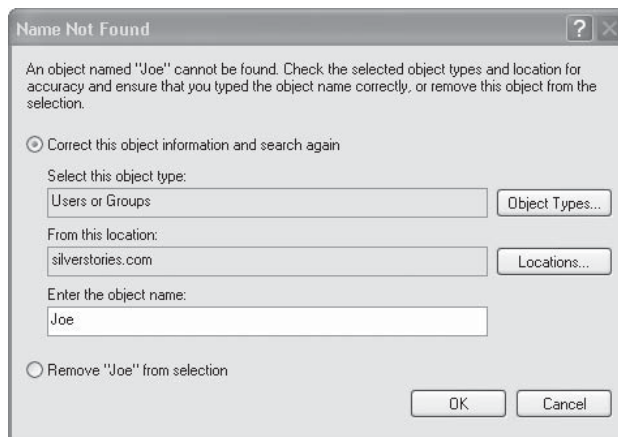 Name Not Found
An object named "Joe" cannot be found. Check the selected object types and location for
accuracy and ensure that you typed the object name correctly, or remove this object from the
selection.
Correct this object information and search again
Select this object type:
Users or Groups
Object Types...
From this location:
silverstories.com
Locations...
Enter the object name:
Joe
Remove "Joe" from selection
OK
Cancel